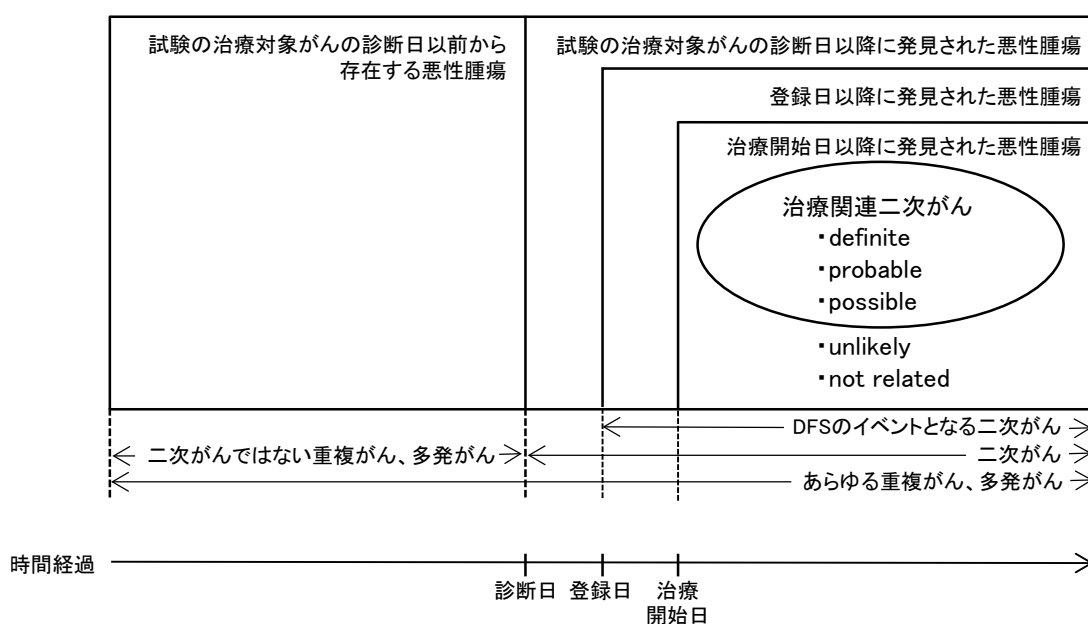 試験の治療対象がんの診断日以前から
存在する悪性腫瘍
試験の治療対象がんの診断日以降に発見された悪性腫瘍
登録日以降に発見された悪性腫瘍
治療開始日以降に発見された悪性腫瘍
治療関連二次がん
・definite
・probable
・possible
・unlikely
・not related
DFSのイベントとなる二次がん
二次がんではない重複がん、多発がん
二次がん
あらゆる重複がん、多発がん
時間経過
診断日 登録日 治療
開始日